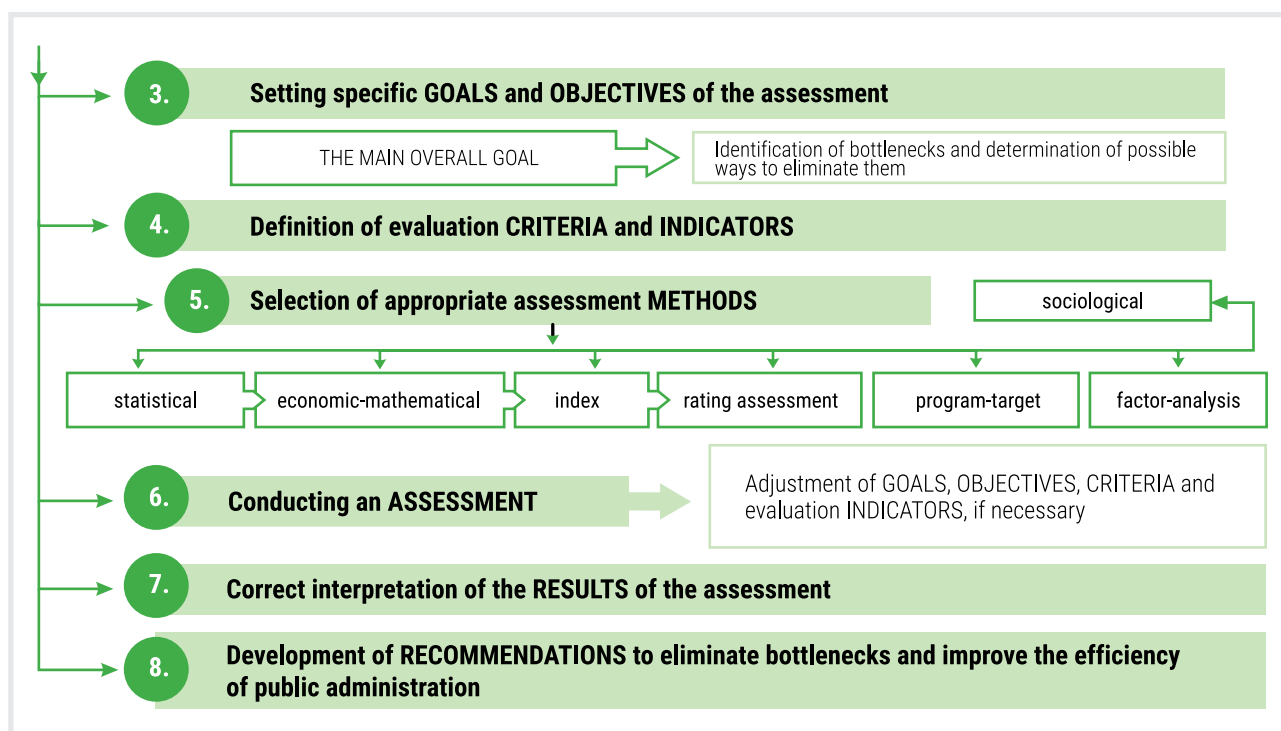 3. Setting specific GOALS and OBJECTIVES of the assessment
THE MAIN OVERALL GOAL
Identification of bottlenecks and determination of possible
ways to eliminate them
4. Definition of evaluation CRITERIA and INDICATORS
5. Selection of appropriate assessment METHODS
sociological
statistical
economic-mathematical
index
rating assessment
program-target
factor-analysis
6. Conducting an ASSESSMENT
Adjustment of GOALS, OBJECTIVES, CRITERIA and
evaluation INDICATORS, if necessary
7. Correct interpretation of the RESULTS of the assessment
8. Development of RECOMMENDATIONS to eliminate bottlenecks and improve the efficiency
of public administration